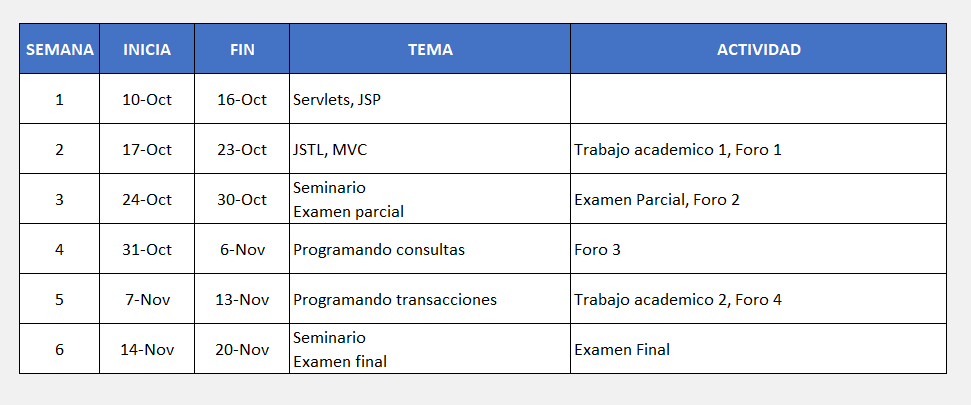 SEMANA INICIA FIN TEMA ACTIVIDAD
1 10-Oct 16-Oct Servlets, JSP
2 17-Oct 23-Oct JSTL, MVC Trabajo academico 1, Foro 1
3 24-Oct 30-Oct Seminario
Examen parcial Examen Parcial, Foro 2
4 31-Oct 6-Nov Programando consultas Foro 3
5 7-Nov 13-Nov Programando transacciones Trabajo academico 2, Foro 4
6 14-Nov 20-Nov Seminario
Examen final Examen Final